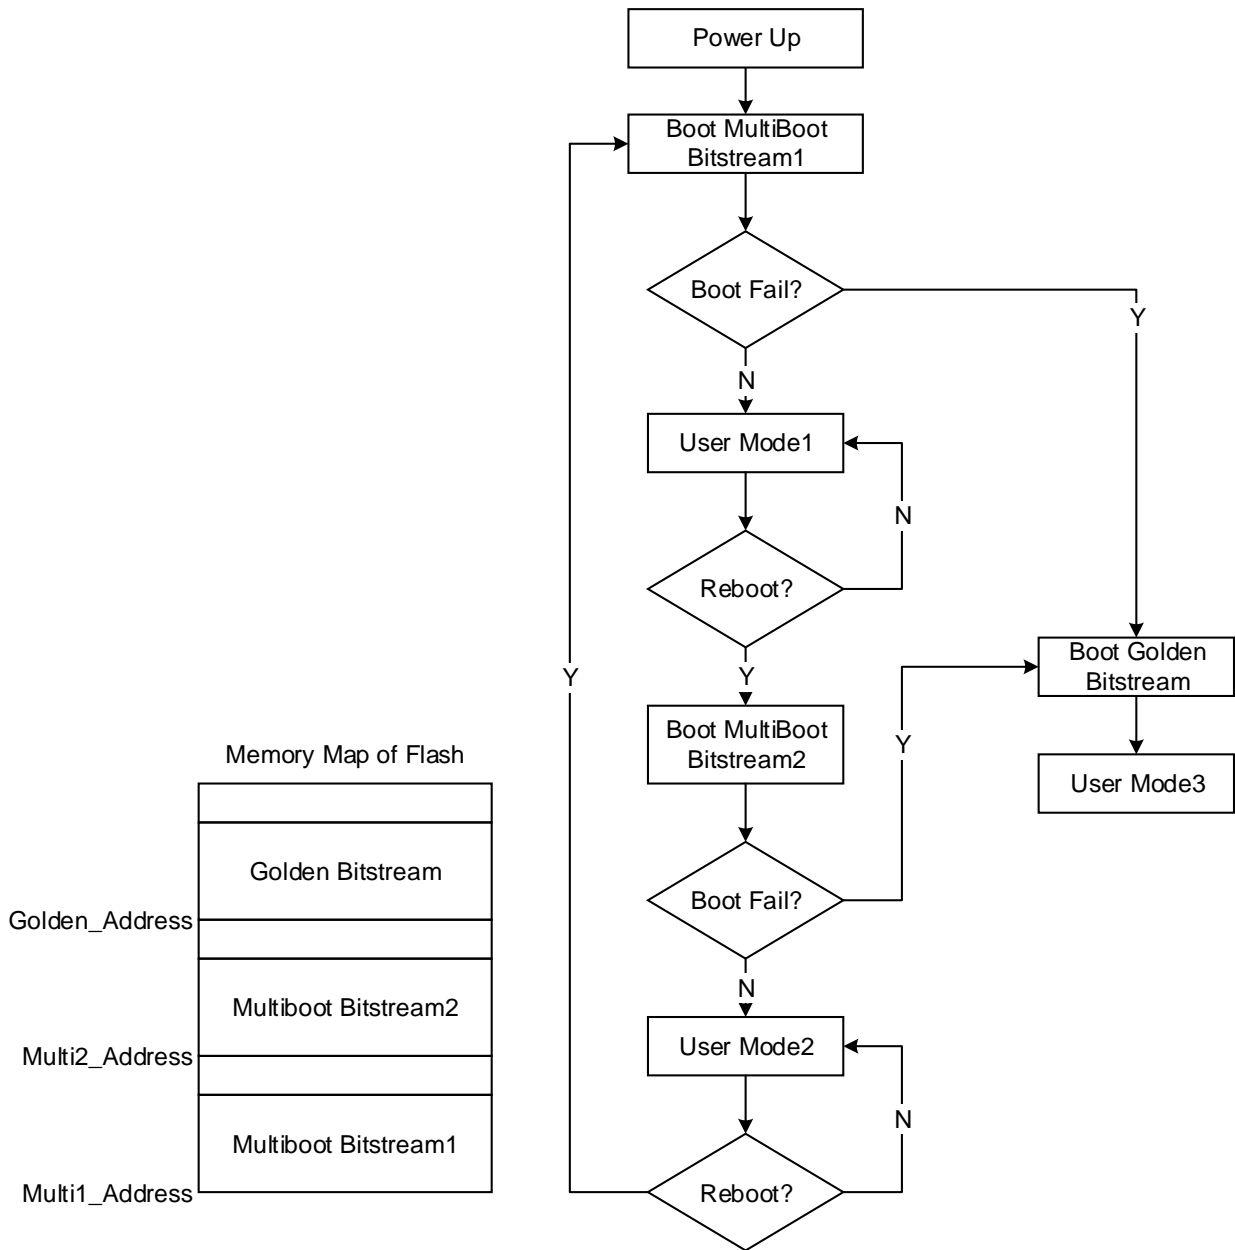 Power Up
Boot MultiBoot
Bitstream1
Boot Fail?
Y
N
User Mode1
N
Reboot?
Y
Y
Boot MultiBoot
Bitstream2
Y
Boot Golden
Bitstream
User Mode3
Boot Fail?
N
User Mode2
N
Reboot?
Memory Map of Flash
Golden Bitstream
Golden_Address
Multiboot Bitstream2
Multi2_Address
Multiboot Bitstream1
Multi1_Address